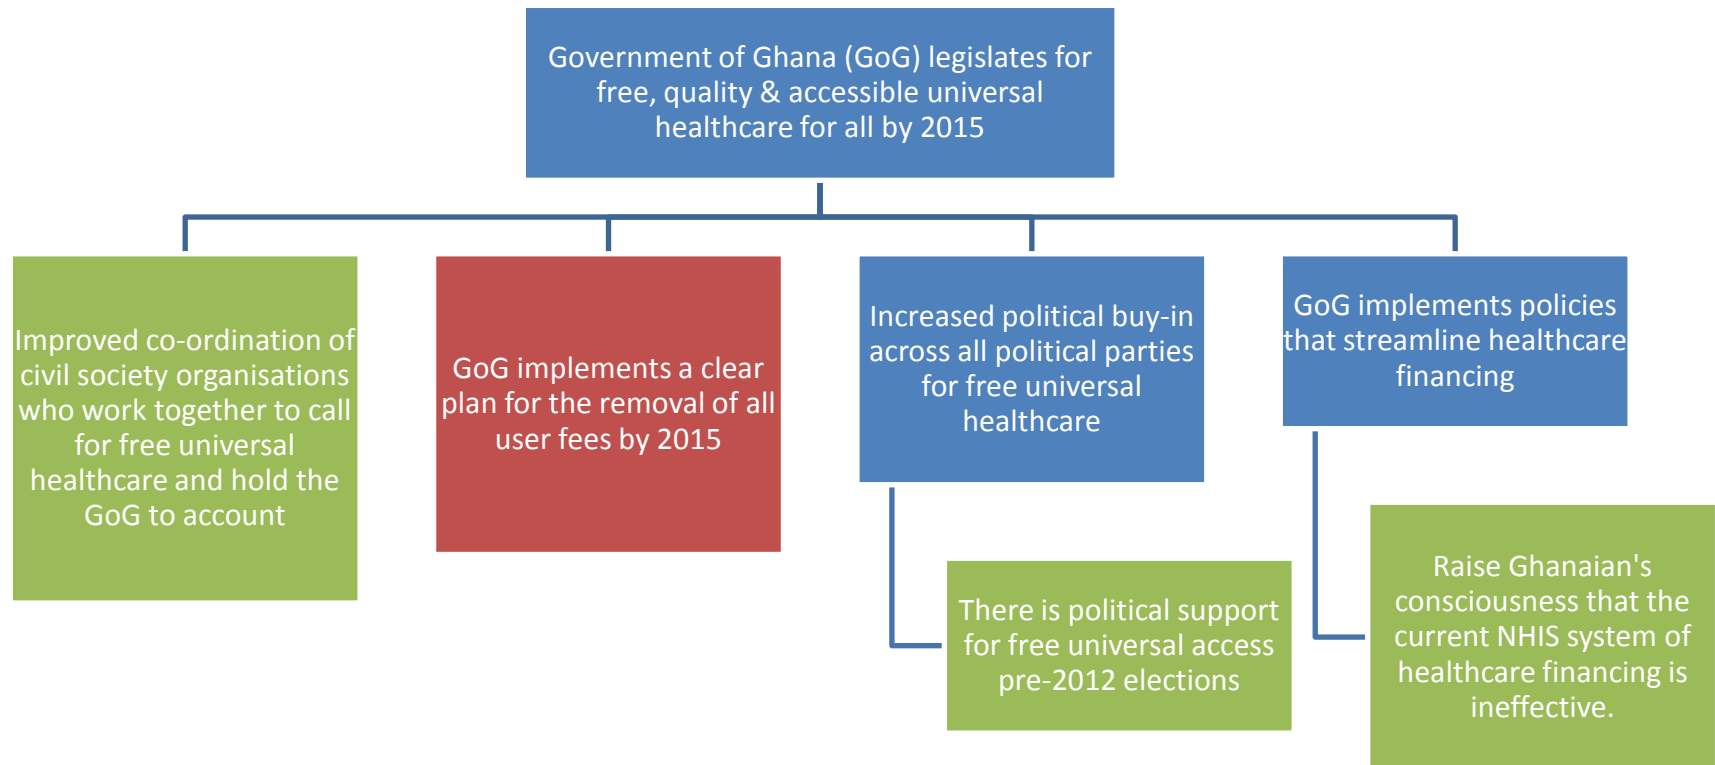 Government of Ghana (GoG) legislates for
free, quality & accessible universal
healthcare for all by 2015
Improved co-ordination of
civil society organisations
who work together to call
for free universal
healthcare and hold the
GoG to account
GoG implements a clear
plan for the removal of all
user fees by 2015
Increased political buy-in
across all political parties
for free universal
healthcare
GoG implements policies
that streamline healthcare
financing
There is political support
for free universal access
pre-2012 elections
Raise Ghanaian's
consciousness that the
current NHIS system of
healthcare financing is
ineffective.